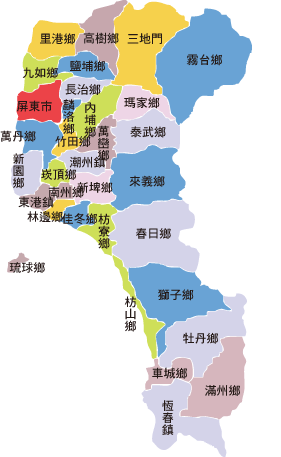 里港鄉
高樹鄉
三地門
霧台鄉
九如鄉
鹽埔鄉
長治鄉
屏東市
麟洛鄉
內埔鄉
瑪家鄉
萬丹鄉
竹田鄉
萬巒鄉
泰武鄉
新園鄉
崁頂鄉
潮州鎮
來義鄉
東港鎮
南州鄉
新埤鄉
林邊鄉
佳冬鄉
枋寮鄉
春日鄉
琉球鄉
枋山鄉
獅子鄉
牡丹鄉
車城鄉
滿州鄉
恆春鎮